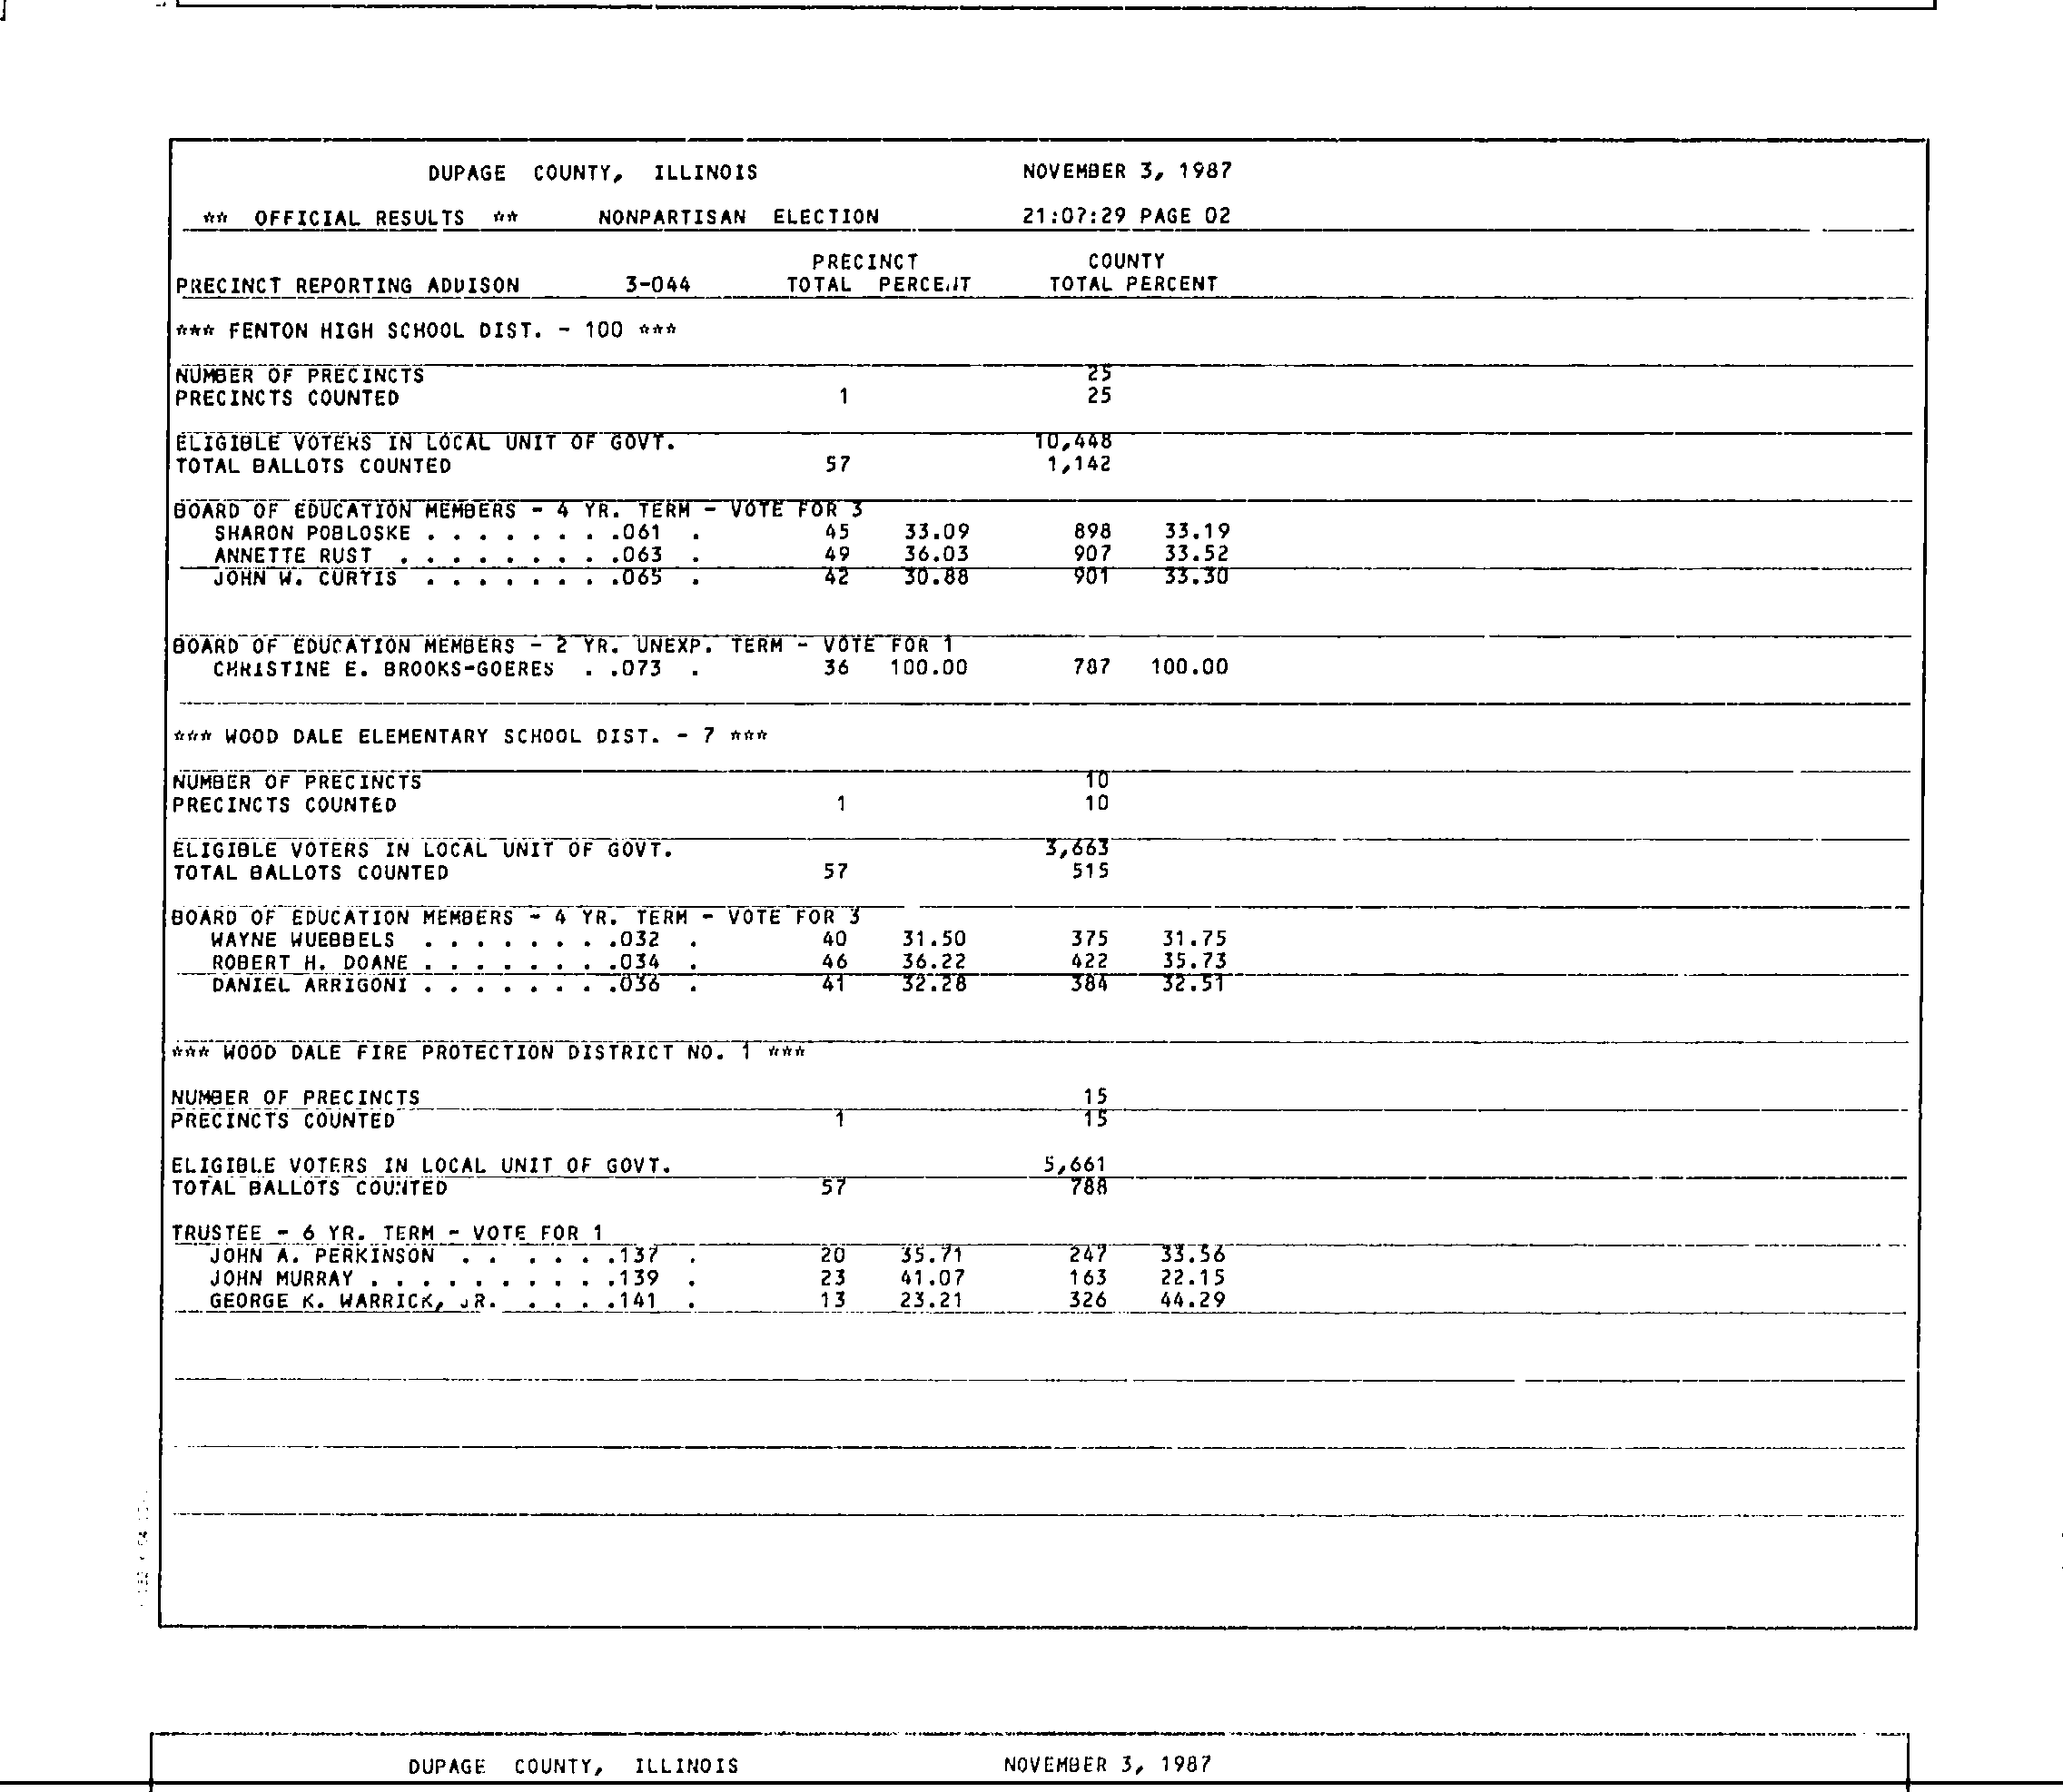 DUPAGE COUNTY, ILLINOIS NOVEMBER 3, 1987
** OFFICIAL RESULTS ** NONPARTISAN ELECTION 21:07:29 PAGE 02
PRECINCT COUNTY
PRECINCT REPORTING ADDISON 3-044 TOTAL PERCENT TOTAL PERCENT
*** FENTON HIGH SCHOOL DIST. - 100 ***
NUMBER OF PRECINCTS 25
PRECINCTS COUNTED 1 25
ELIGIBLE VOTERS IN LOCAL UNIT OF GOVT. 10,448
TOTAL BALLOTS COUNTED 57 1,142
BOARD OF EDUCATION MEMBERS - 4 YR. TERM - VOTE FOR 3
SHARON POBLOSKE . . . . . . . .061 . 45 33.09 898 33.19
ANNETTE RUST . . . . . . . . .063 . 49 36.03 907 33.52
JOHN W. CURTIS . . . . . . . .065 . 42 30.88 901 33.30
BOARD OF EDUCATION MEMBERS - 2 YR. UNEXP. TERM - VOTE FOR 1
CHRISTINE E. BROOKS-GOERES . .073 . 36 100.00 787 100.00
*** WOOD DALE ELEMENTARY SCHOOL DIST. - 7 ***
NUMBER OF PRECINCTS 10
PRECINCTS COUNTED 1 10
ELIGIBLE VOTERS IN LOCAL UNIT OF GOVT. 3,663
TOTAL BALLOTS COUNTED 57 515
BOARD OF EDUCATION MEMBERS - 4 YR. TERM - VOTE FOR 3
WAYNE WUEBBELS . . . . . . . .032 . 40 31.50 375 31.75
ROBERT H. DOANE . . . . . . . .034 . 46 36.22 422 35.73
DANIEL ARRIGONI . . . . . . . .036 . 41 32.28 384 32.51
*** WOOD DALE FIRE PROTECTION DISTRICT NO. 1 ***
NUMBER OF PRECINCTS 15
PRECINCTS COUNTED 1 15
ELIGIBLE VOTERS IN LOCAL UNIT OF GOVT. 5,661
TOTAL BALLOTS COUNTED 57 788
TRUSTEE - 6 YR. TERM - VOTE FOR 1
JOHN A. PERKINSON . . . . . .137 . 20 35.71 247 33.56
JOHN MURRAY . . . . . . . . . .139 . 23 41.07 163 22.15
GEORGE K. WARRICK, JR. . . . .141 . 13 23.21 326 44.29
DUPAGE COUNTY, ILLINOIS NOVEMBER 3, 1987